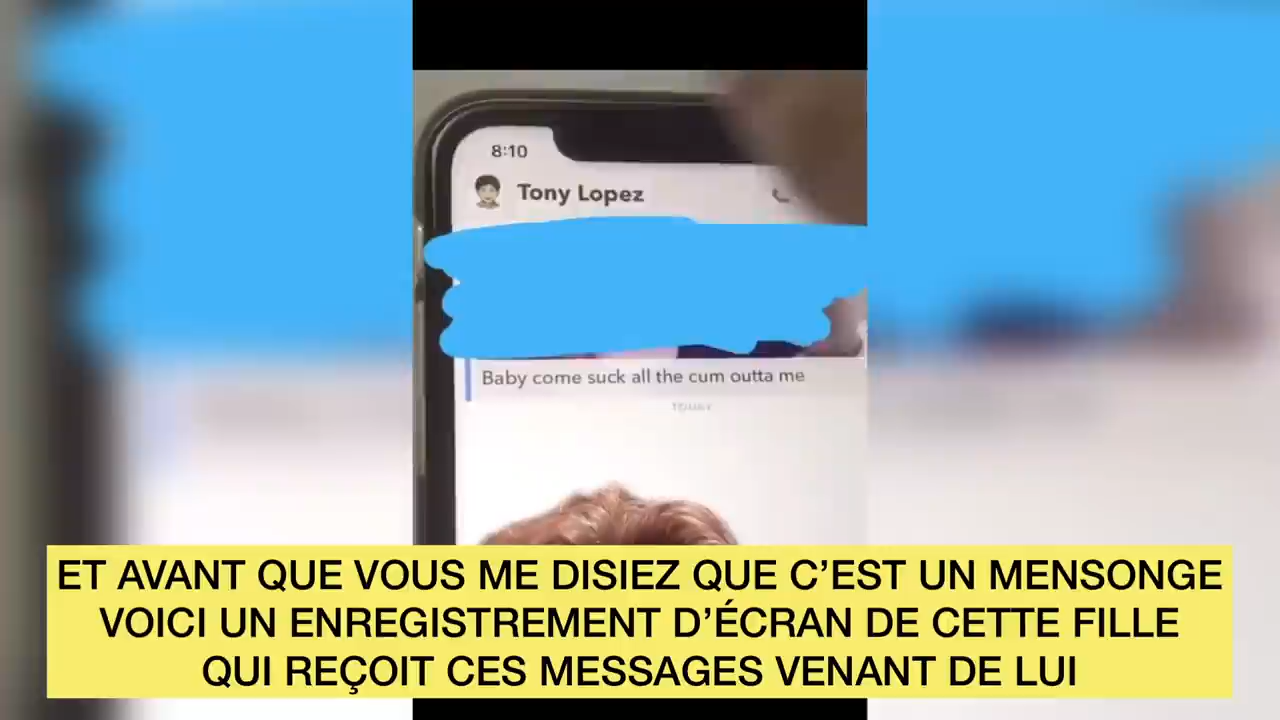 8:10
Tony Lopez
Baby come suck all the cum outta me
TODAY
ET AVANT QUE VOUS ME DISIEZ QUE C'EST UN MENSONGE
VOICI UN ENREGISTREMENT D'ÉCRAN DE CETTE FILLE
QUI REÇOIT CES MESSAGES VENANT DE LUI